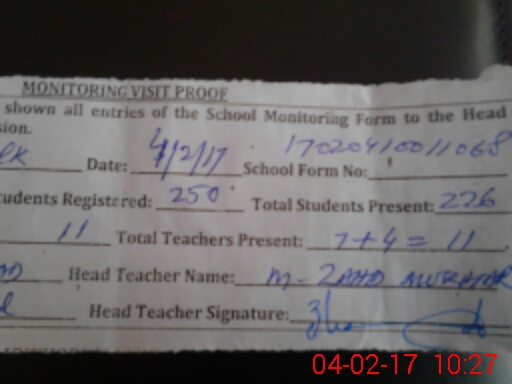 MONITORING VISIT PROOF
shown all entries of the School Monitoring Form to the Head
sion.
Date: 4/2/17 School Form No: 17020410011068
tudents Registered: 250 Total Students Present: 226
11 Total Teachers Present: 7+4=11
Head Teacher Name: M-
Head Teacher Signature:
04-02-17 10:27